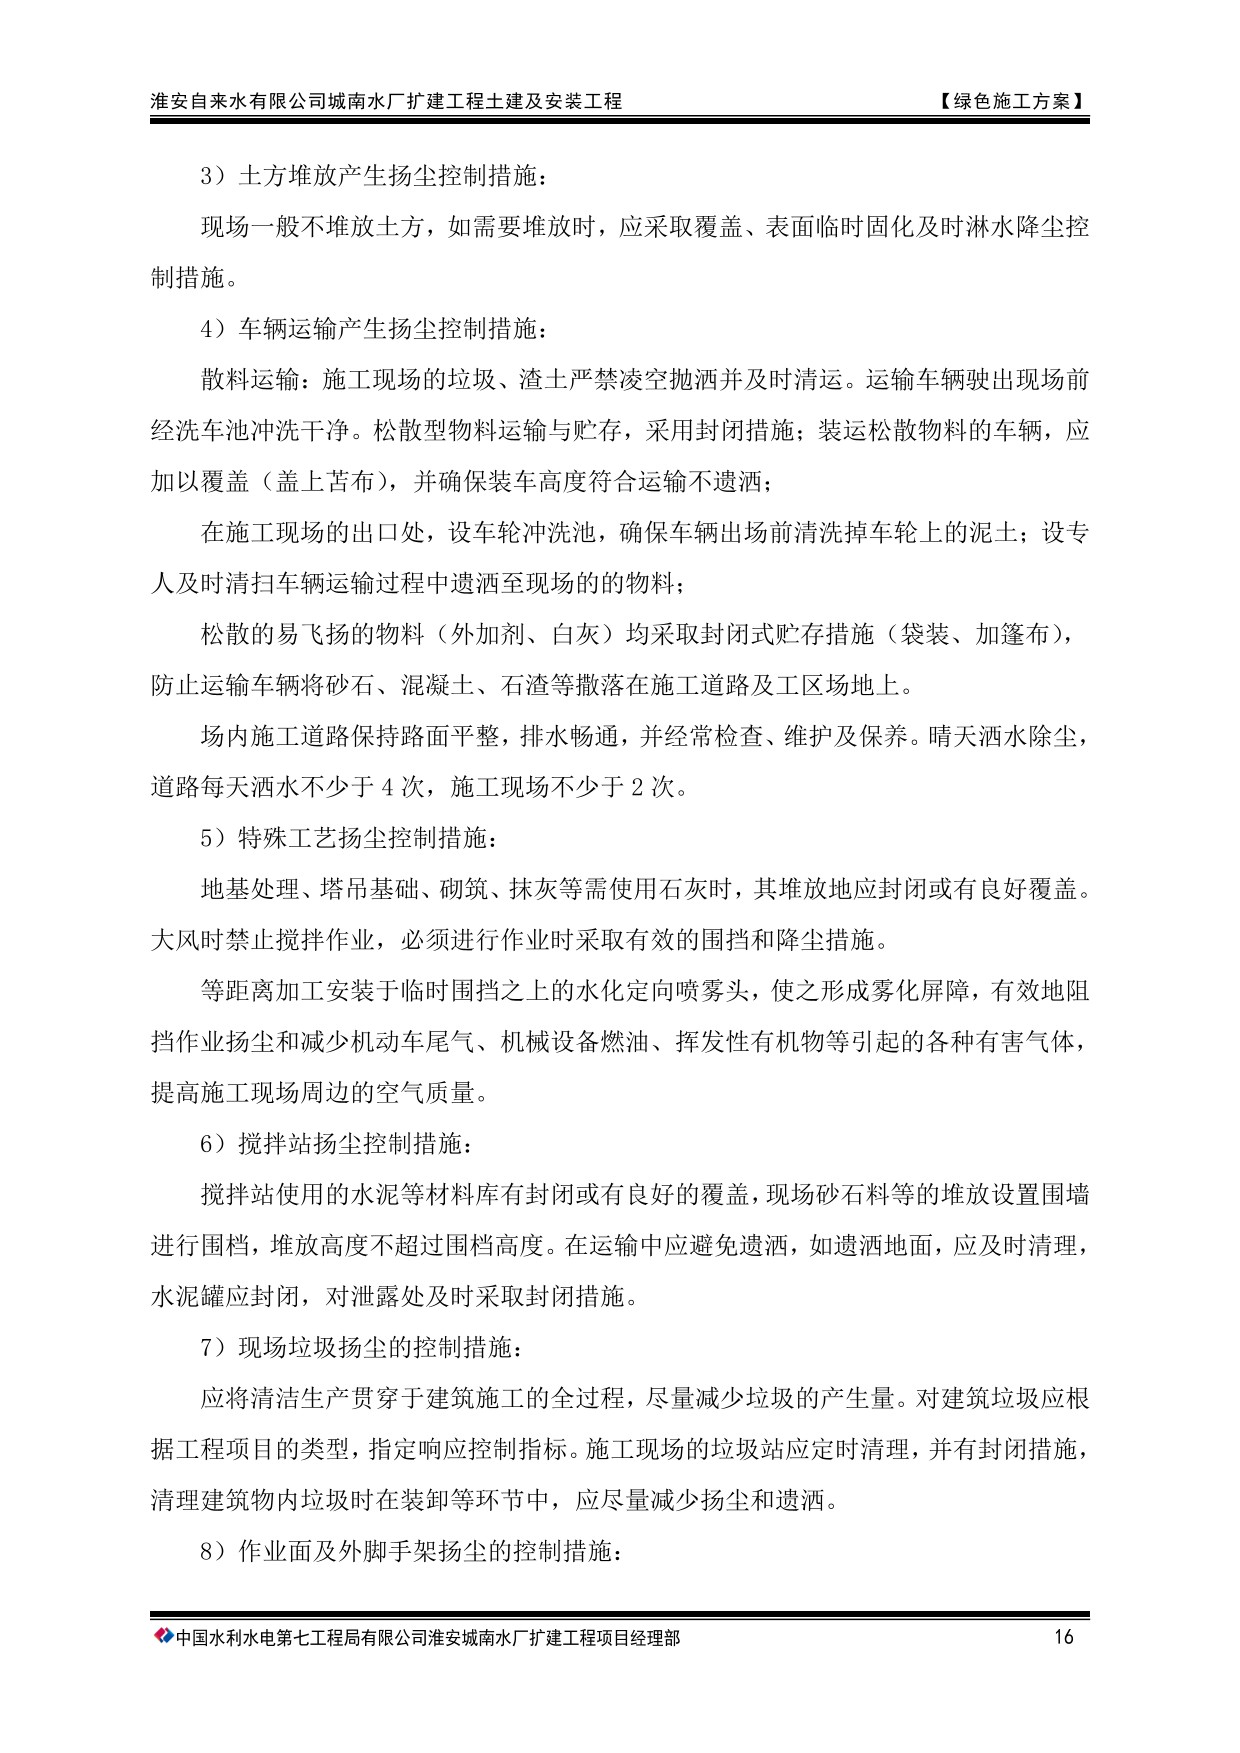 淮安自来水有限公司城南水厂扩建工程土建及安装工程 【绿色施工方案】
3）土方堆放产生扬尘控制措施：
现场一般不堆放土方，如需要堆放时，应采取覆盖、表面临时固化及时淋水降尘控
制措施。
4）车辆运输产生扬尘控制措施：
散料运输：施工现场的垃圾、渣土严禁凌空抛洒并及时清运。运输车辆驶出现场前
经洗车池冲洗干净。松散型物料运输与贮存，采用封闭措施；装运松散物料的车辆，应
加以覆盖（盖上苫布），并确保装车高度符合运输不遗洒；
在施工现场的出口处，设车轮冲洗池，确保车辆出场前清洗掉车轮上的泥土；设专
人及时清扫车辆运输过程中遗洒至现场的的物料；
松散的易飞扬的物料（外加剂、白灰）均采取封闭式贮存措施（袋装、加篷布），
防止运输车辆将砂石、混凝土、石渣等撒落在施工道路及工区场地上。
场内施工道路保持路面平整，排水畅通，并经常检查、维护及保养。晴天洒水除尘，
道路每天洒水不少于 4 次，施工现场不少于 2 次。
5）特殊工艺扬尘控制措施：
地基处理、塔吊基础、砌筑、抹灰等需使用石灰时，其堆放地应封闭或有良好覆盖。
大风时禁止搅拌作业，必须进行作业时采取有效的围挡和降尘措施。
等距离加工安装于临时围挡之上的水化定向喷雾头，使之形成雾化屏障，有效地阻
挡作业扬尘和减少机动车尾气、机械设备燃油、挥发性有机物等引起的各种有害气体，
提高施工现场周边的空气质量。
6）搅拌站扬尘控制措施：
搅拌站使用的水泥等材料库有封闭或有良好的覆盖，现场砂石料等的堆放设置围墙
进行围档，堆放高度不超过围档高度。在运输中应避免遗洒，如遗洒地面，应及时清理，
水泥罐应封闭，对泄露处及时采取封闭措施。
7）现场垃圾扬尘的控制措施：
应将清洁生产贯穿于建筑施工的全过程，尽量减少垃圾的产生量。对建筑垃圾应根
据工程项目的类型，指定响应控制指标。施工现场的垃圾站应定时清理，并有封闭措施，
清理建筑物内垃圾时在装卸等环节中，应尽量减少扬尘和遗洒。
8）作业面及外脚手架扬尘的控制措施：
中国水利水电第七工程局有限公司淮安城南水厂扩建工程项目经理部 16